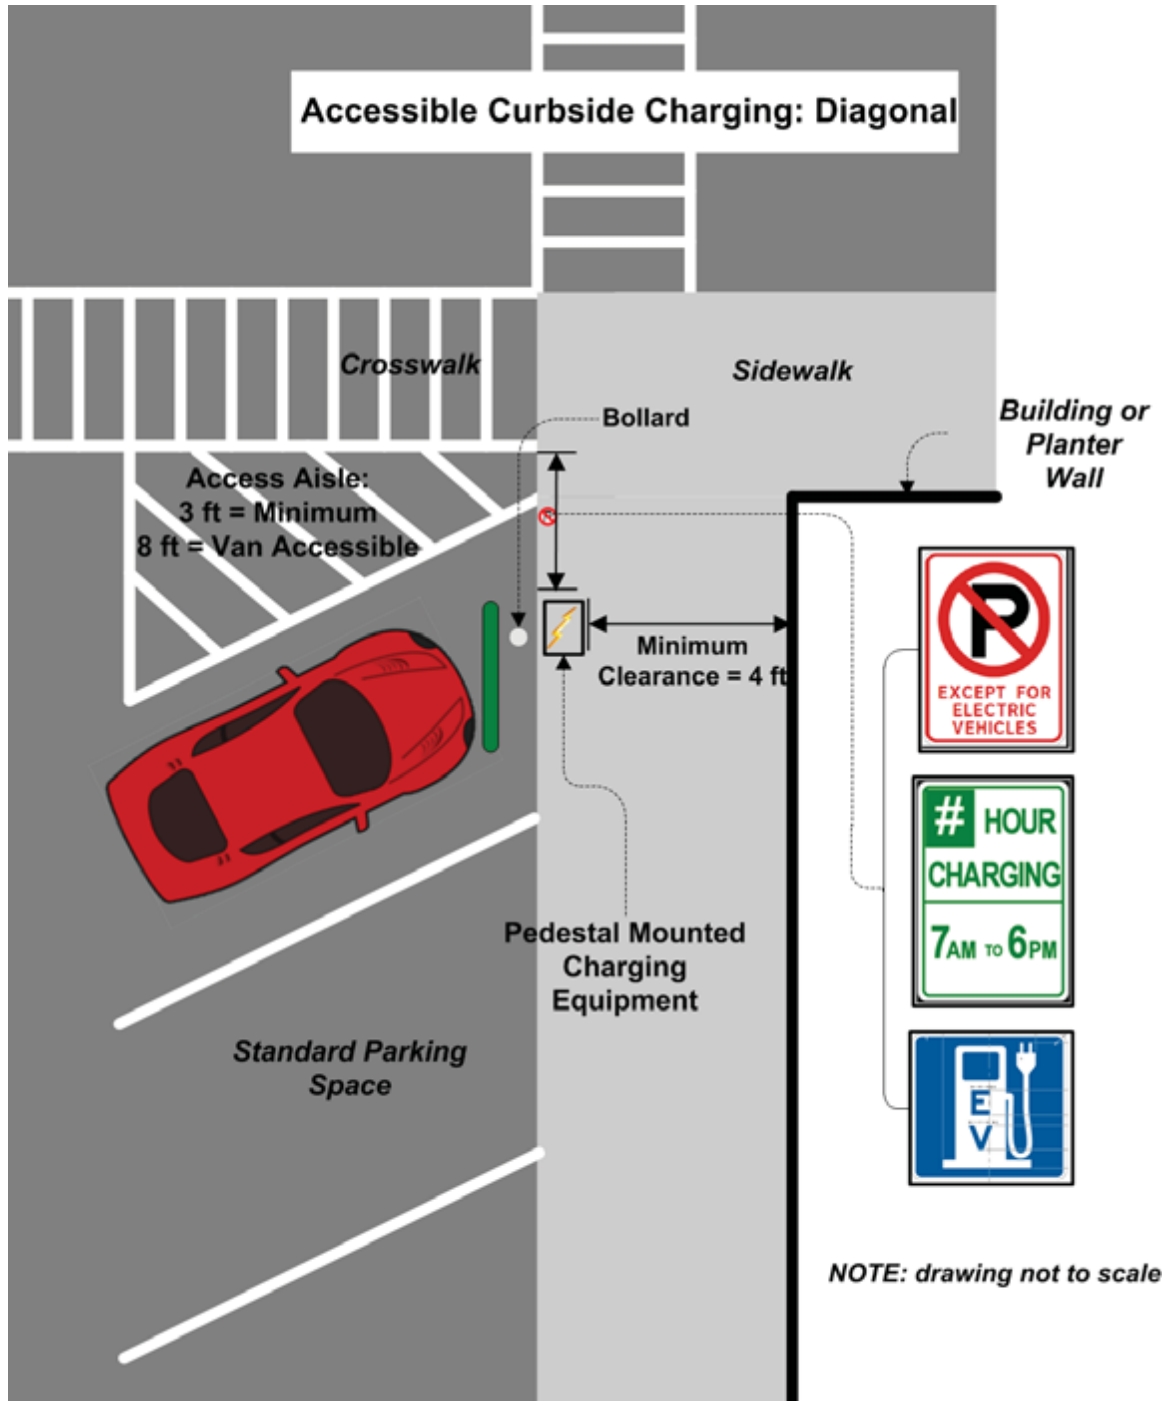 Accessible Curbside Charging: Diagonal
Crosswalk
Sidewalk
Bollard
Building or
Planter
Wall
Access Aisle:
3 ft = Minimum
8 ft = Van Accessible
Minimum
Clearance = 4 ft
P
EXCEPT FOR
ELECTRIC
VEHICLES
# HOUR
CHARGING
7AM TO 6PM
Pedestal Mounted
Charging
Equipment
Standard Parking
Space
E
V
NOTE: drawing not to scale